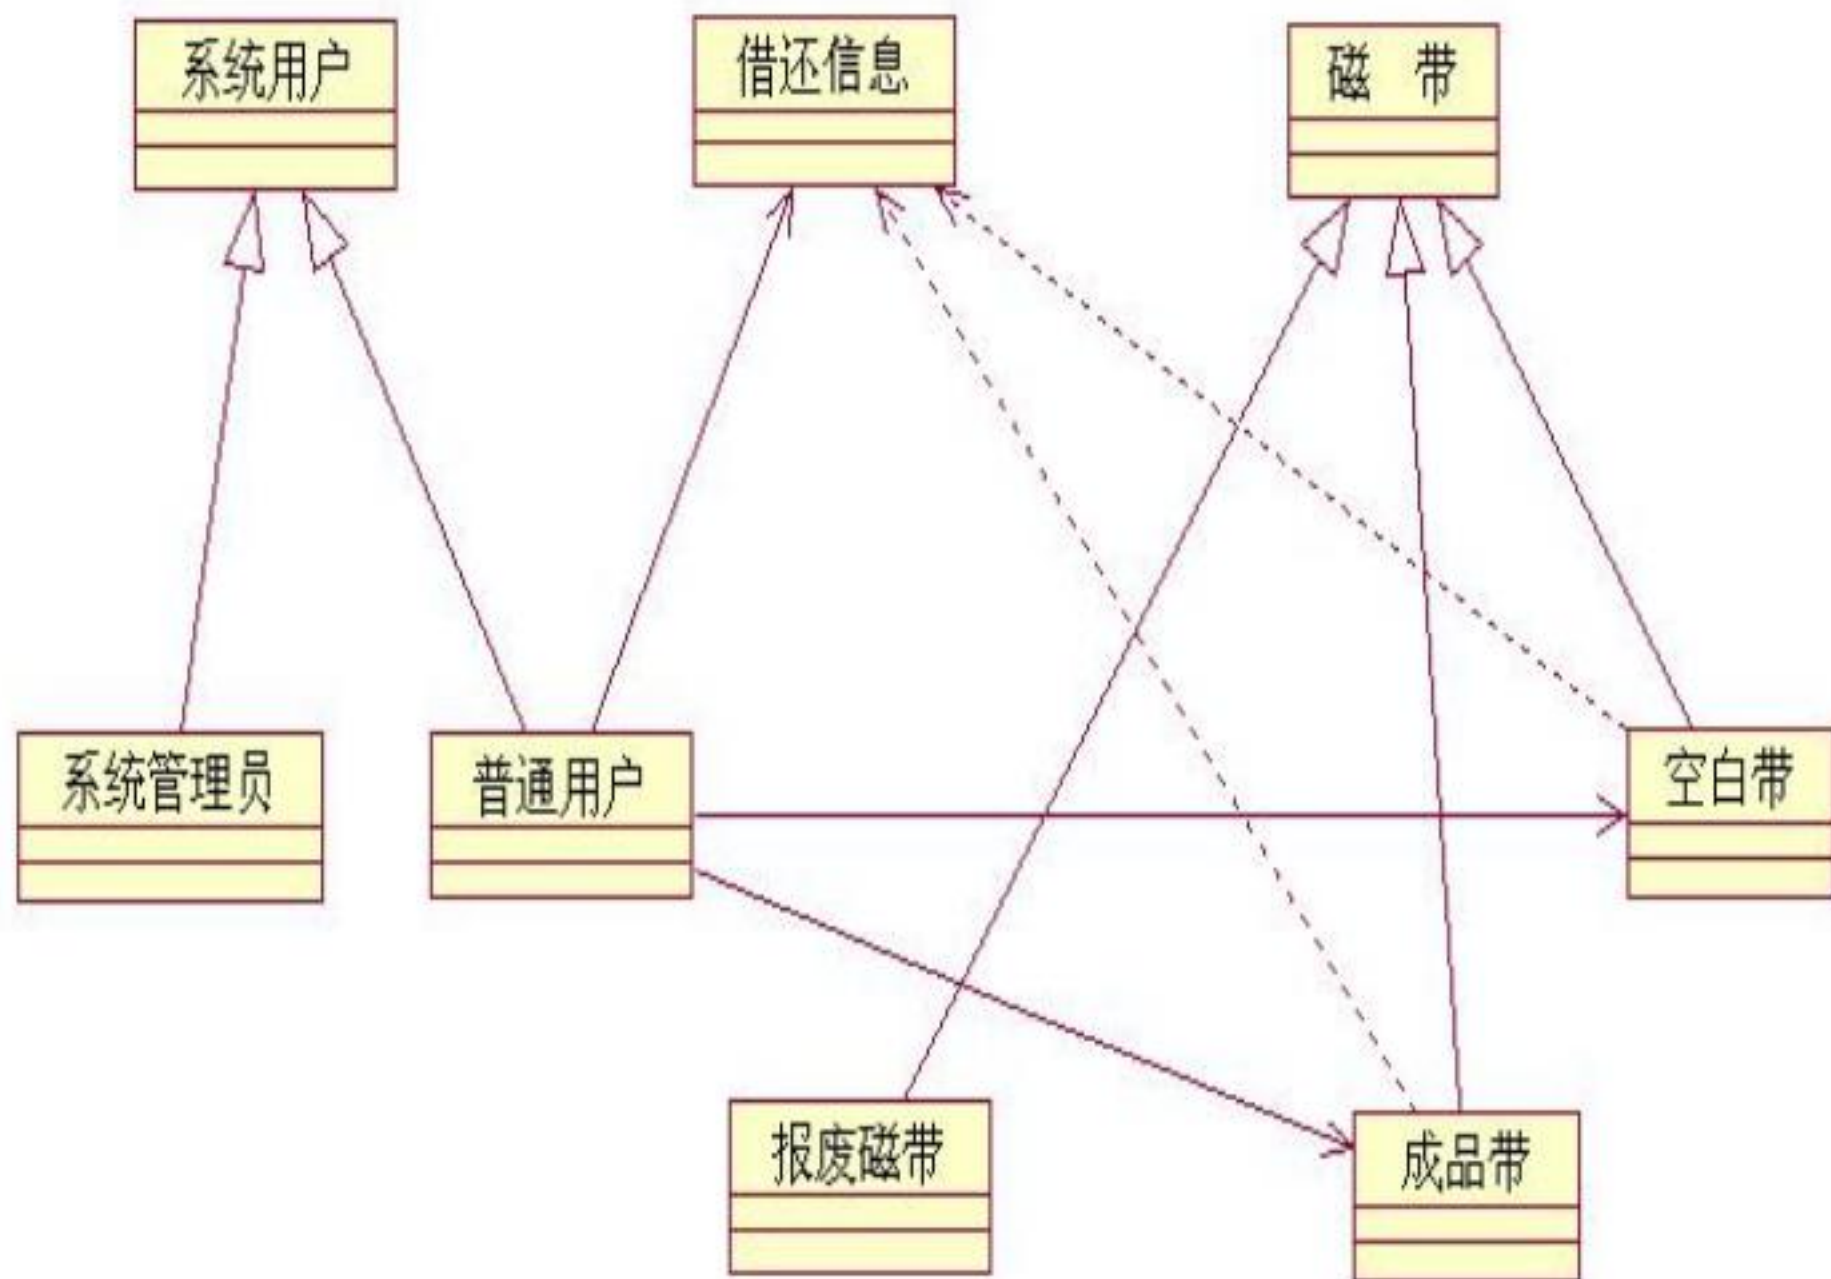 系统用户
借还信息
磁 带
系统管理员
普通用户
空白带
报废磁带
成品带